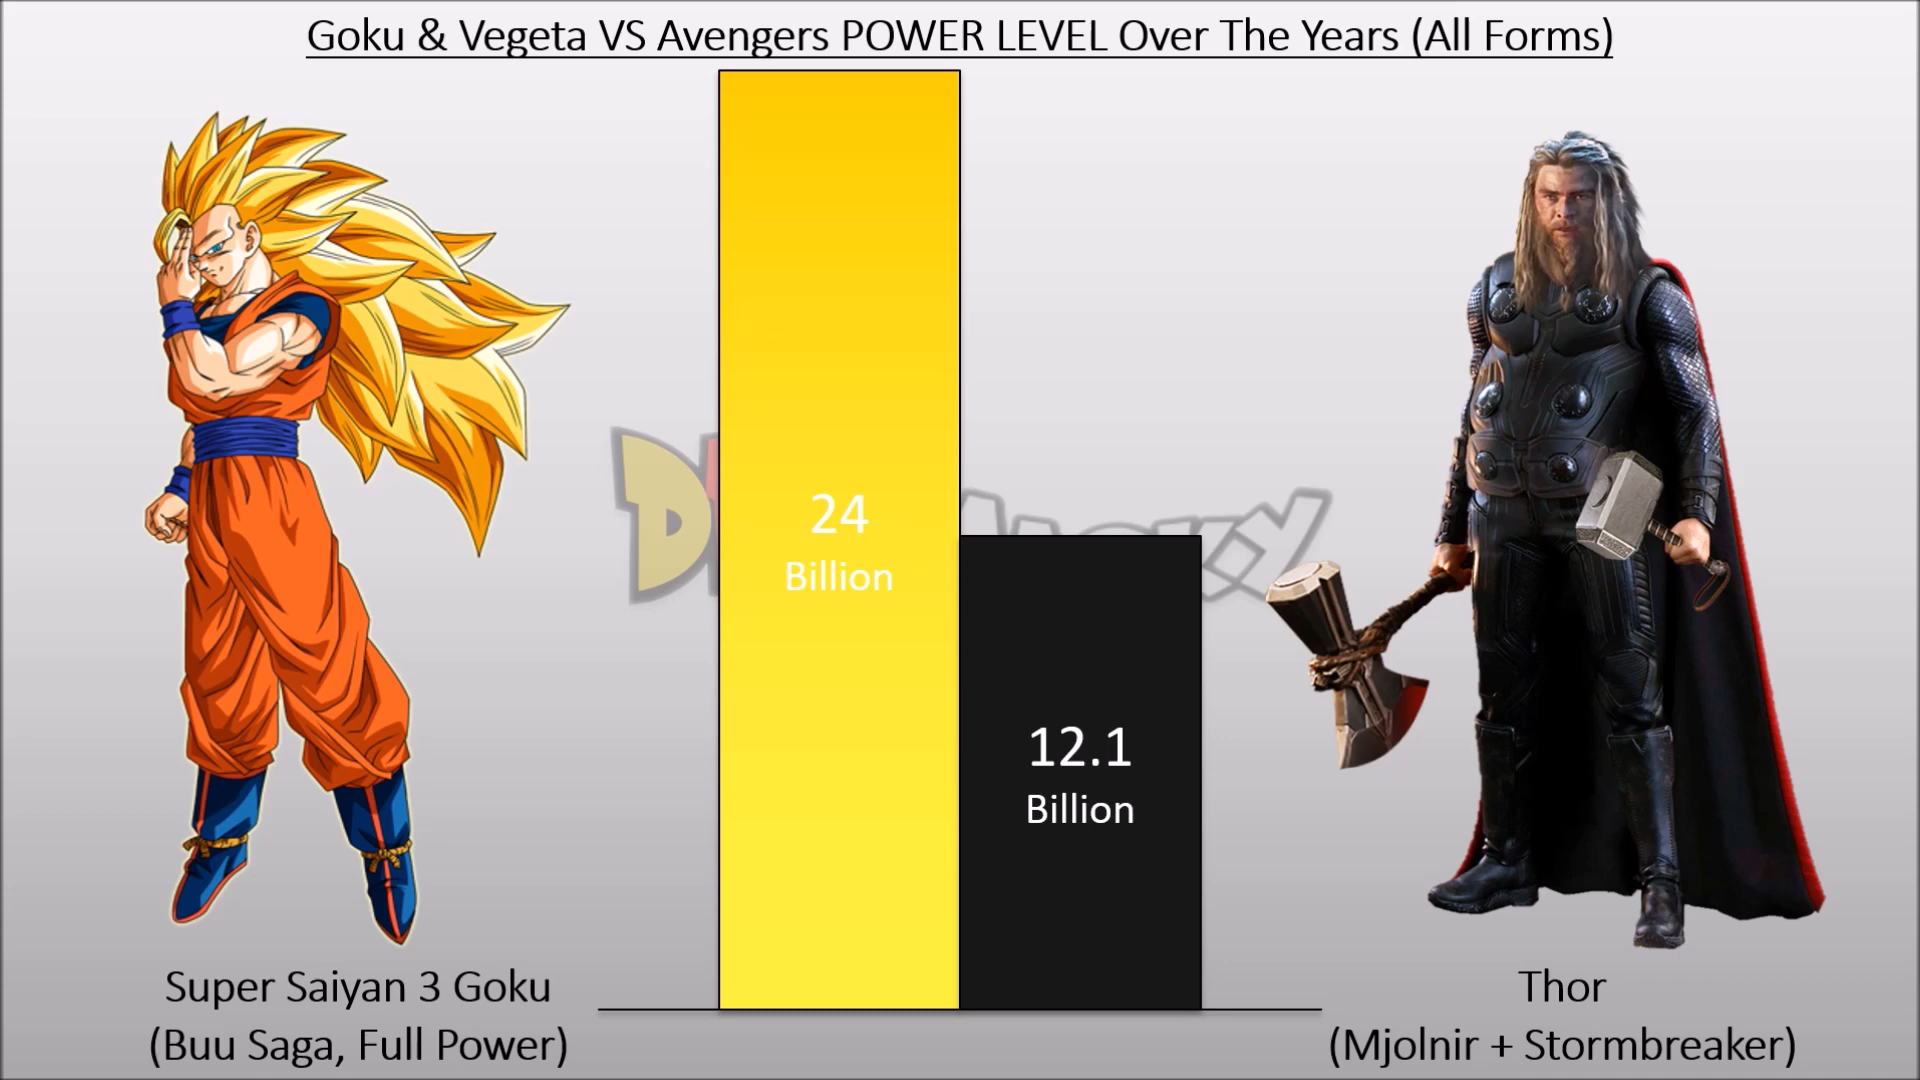 Goku & Vegeta VS Avengers POWER LEVEL Over The Years (All Forms)
24
Billion
12.1
Billion
Super Saiyan 3 Goku
(Buu Saga, Full Power)
Thor
(Mjolnir + Stormbreaker)